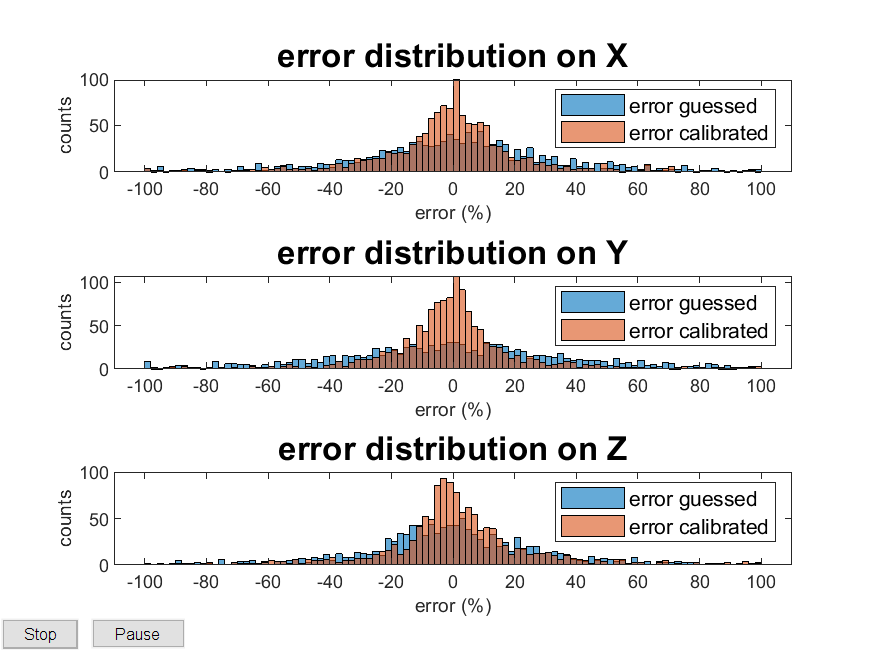 error distribution on X
100
50
0
counts
error guessed
error calibrated
-100 -80 -60 -40 -20 0 20 40 60 80 100
error (%)
error distribution on Y
100
50
0
counts
error guessed
error calibrated
-100 -80 -60 -40 -20 0 20 40 60 80 100
error (%)
error distribution on Z
100
50
0
counts
error guessed
error calibrated
-100 -80 -60 -40 -20 0 20 40 60 80 100
error (%)
Stop Pause